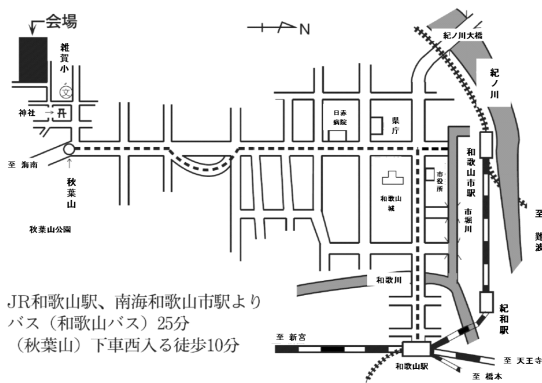 会場
雑賀小
文
神社→
至 海南
秋葉山
秋葉山公園
N
紀ノ川大橋
紀ノ川
日赤病院
県庁
市役所
和歌山城
和歌山市駅
市堀川
至 難波
和歌川
紀和駅
至 新宮
和歌山駅
至 天王寺
至 橋本
JR和歌山駅、南海和歌山市駅より
バス（和歌山バス）25分
（秋葉山）下車西入る徒歩10分